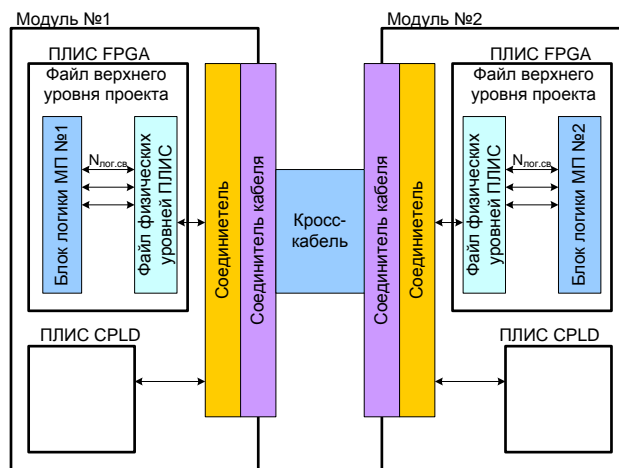 Модуль №1
Модуль №2
ПЛИС FPGA
Файл верхнего
уровня проекта
Блок логики МП №1
Nлог.св
Файл физических
уровней ПЛИС
Соединиетель
Соединитель кабеля
Кросс-
кабель
Соединитель кабеля
Соединиетель
ПЛИС FPGA
Файл верхнего
уровня проекта
Файл физических
уровней ПЛИС
Nлог.св
Блок логики МП №2
ПЛИС CPLD
ПЛИС CPLD